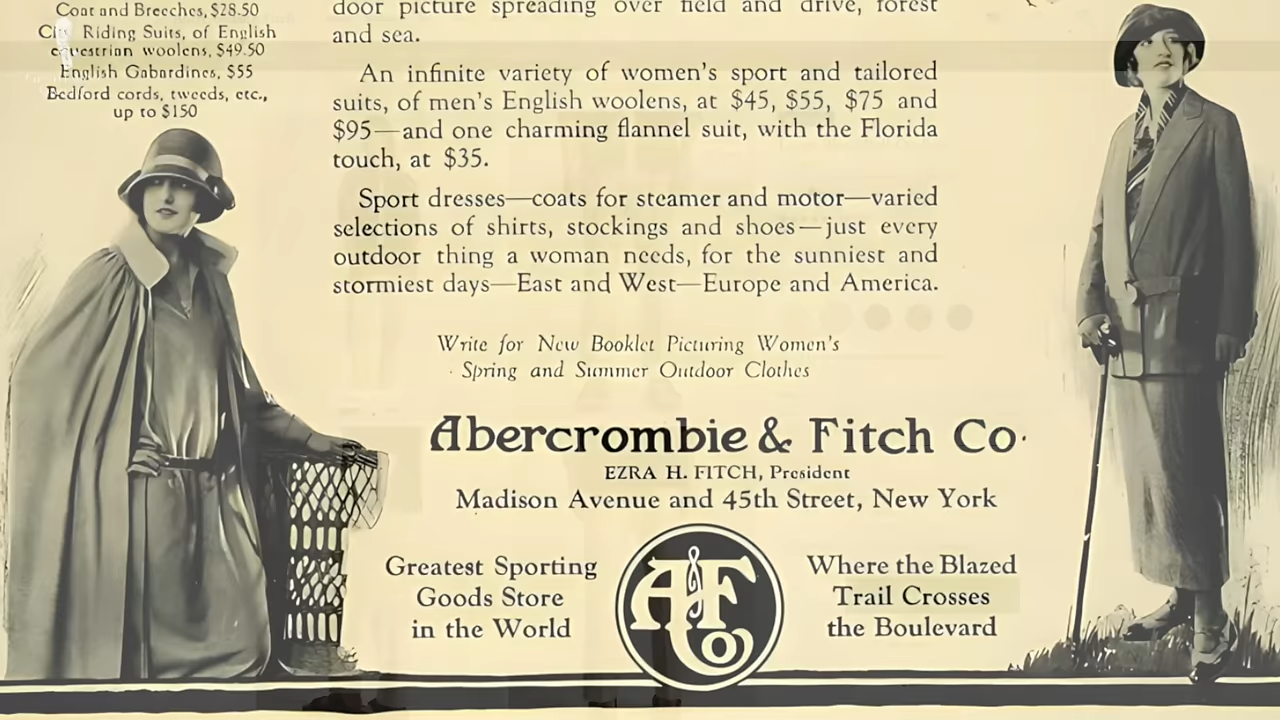 Coat and Breeches, $28.50
City Riding Suits, of English
equestrian woolens, $49.50
English Gabardines, $55
Bedford cords, tweeds, etc.,
up to $150
door picture spreading over field and drive, forest
and sea.
An infinite variety of women's sport and tailored
suits, of men's English woolens, at $45, $55, $75 and
$95—and one charming flannel suit, with the Florida
touch, at $35.
Sport dresses—coats for steamer and motor—varied
selections of shirts, stockings and shoes—just every
outdoor thing a woman needs, for the sunniest and
stormiest days—East and West—Europe and America.
Write for New Booklet Picturing Women's
Spring and Summer Outdoor Clothes
Abercrombie & Fitch Co.
EZRA H. FITCH, President
Madison Avenue and 45th Street, New York
Greatest Sporting
Goods Store
in the World
A&F Co
Where the Blazed
Trail Crosses
the Boulevard